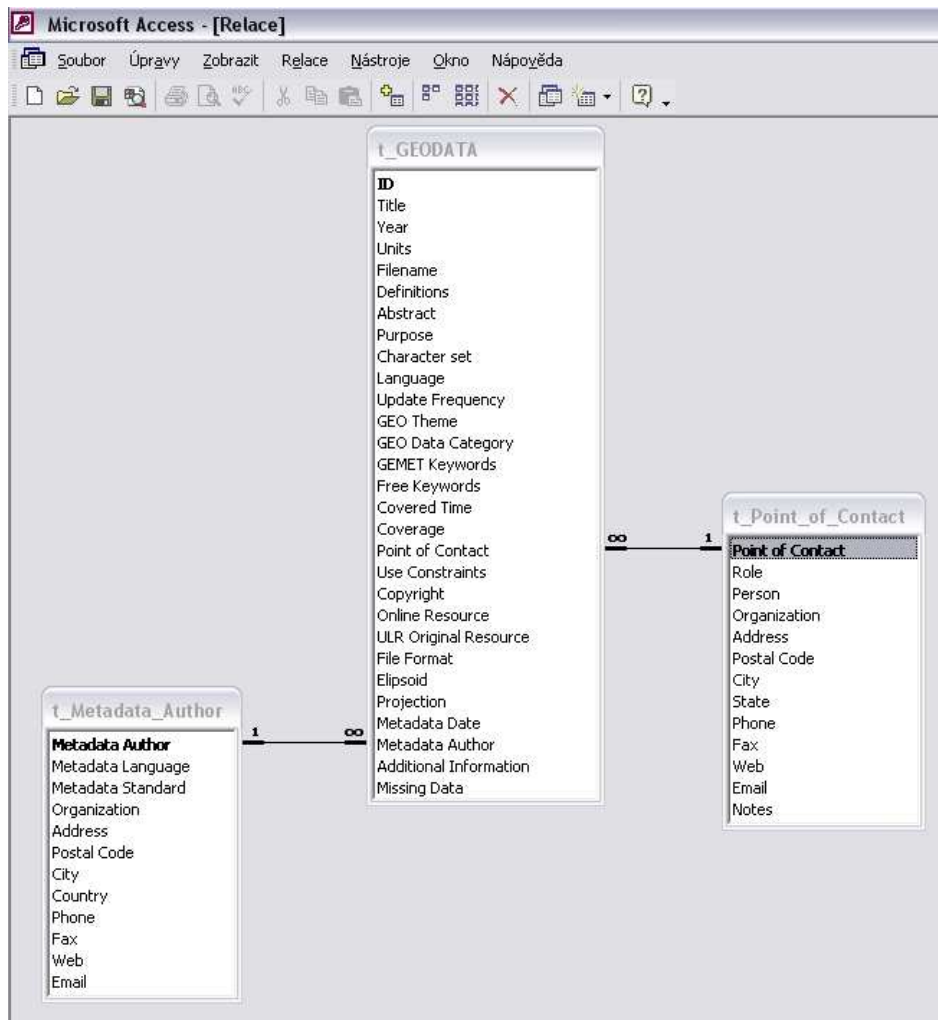 Microsoft Access - [Relace]
Soubor Úpravy Zobrazit Relace Nástroje Okno Nápověda
t_GEODATA
ID
Title
Year
Units
Filename
Definitions
Abstract
Purpose
Character set
Language
Update Frequency
GEO Theme
GEO Data Category
GEMET Keywords
Free Keywords
Covered Time
Coverage
Point of Contact
Use Constraints
Copyright
Online Resource
ULR Original Resource
File Format
Elipsoid
Projection
Metadata Date
Metadata Author
Additional Information
Missing Data
∞ 1
t_Point_of_Contact
Point of Contact
Role
Person
Organization
Address
Postal Code
City
State
Phone
Fax
Web
Email
Notes
t_Metadata_Author
1 ∞
Metadata Author
Metadata Language
Metadata Standard
Organization
Address
Postal Code
City
Country
Phone
Fax
Web
Email